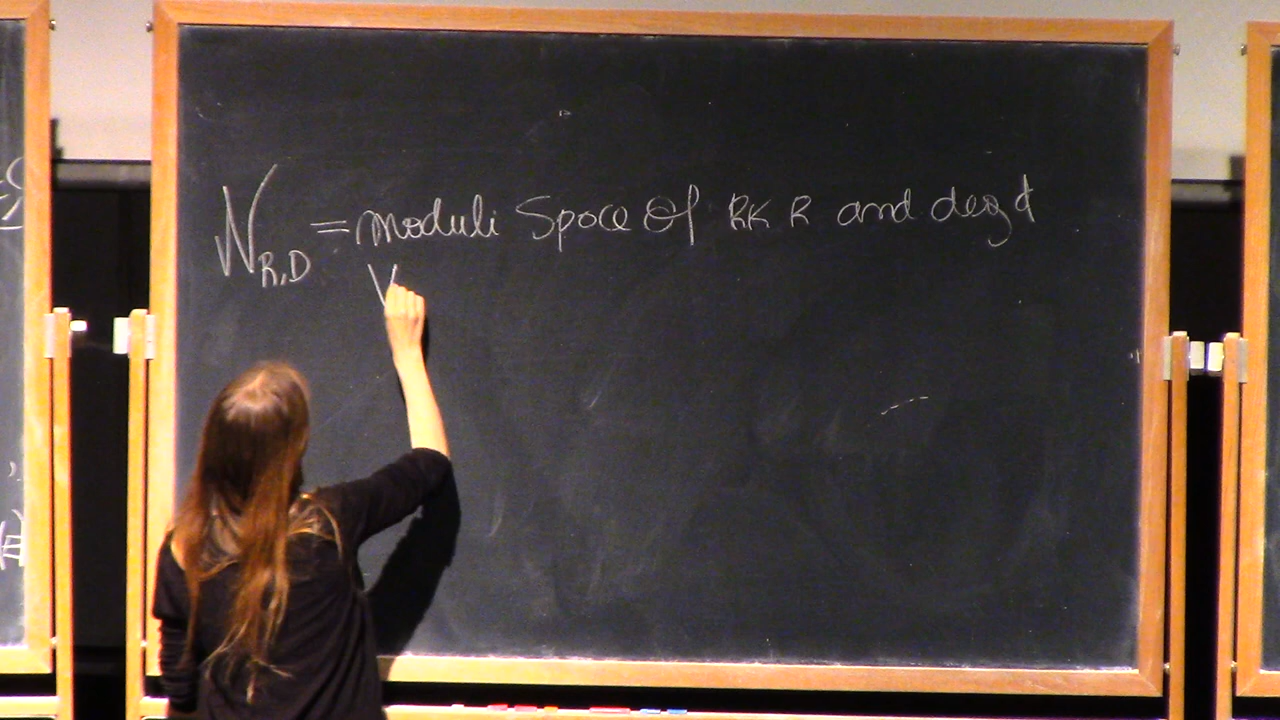 N_{R,D} = moduli Space Of RK R and deg d
V